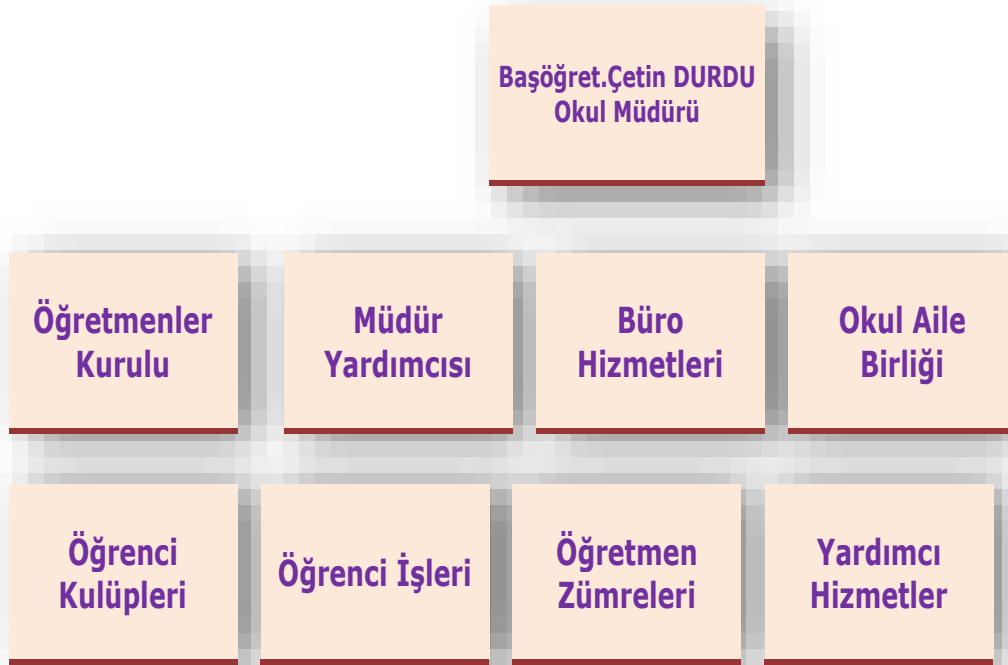 Başöğret.Çetin DURDU
Okul Müdürü
Öğretmenler
Kurulu
Müdür
Yardımcısı
Büro
Hizmetleri
Okul Aile
Birliği
Öğrenci
Kulüpleri
Öğrenci İşleri
Öğretmen
Zümreleri
Yardımcı
Hizmetler